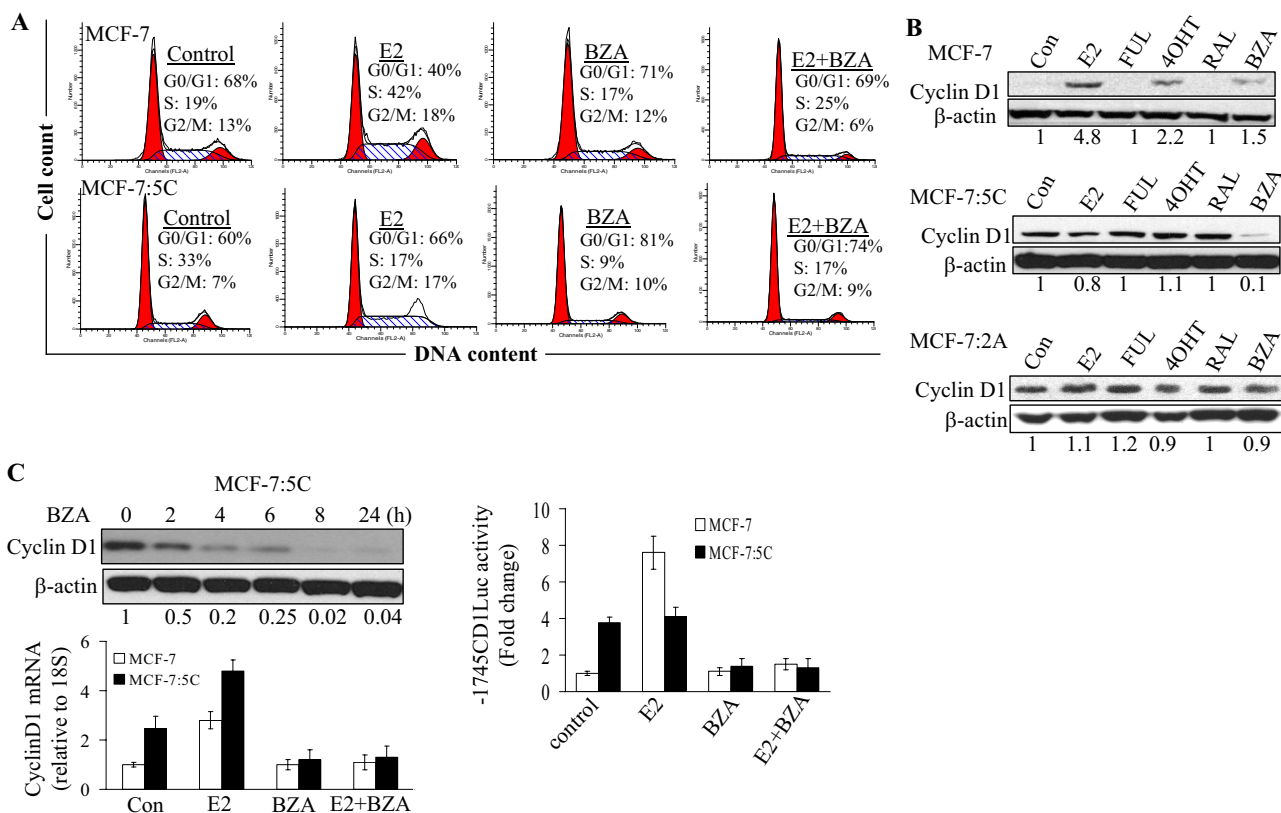 A
MCF-7
Control
G0/G1: 68%
S: 19%
G2/M: 13%
E2
G0/G1: 40%
S: 42%
G2/M: 18%
BZA
G0/G1: 71%
S: 17%
G2/M: 12%
E2+BZA
G0/G1: 69%
S: 25%
G2/M: 6%
MCF-7:5C
Control
G0/G1: 60%
S: 33%
G2/M: 7%
E2
G0/G1: 66%
S: 17%
G2/M: 17%
BZA
G0/G1: 81%
S: 9%
G2/M: 10%
E2+BZA
G0/G1:74%
S: 17%
G2/M: 9%
Cell count
Number
Channels (FL2-A)
DNA content
B
MCF-7
Con E2 FUL 4OHT RAL BZA
Cyclin D1
β-actin
1 4.8 1 2.2 1 1.5
MCF-7:5C
Con E2 FUL 4OHT RAL BZA
Cyclin D1
β-actin
1 0.8 1 1.1 1 0.1
MCF-7:2A
Con E2 FUL 4OHT RAL BZA
Cyclin D1
β-actin
1 1.1 1.2 0.9 1 0.9
C
MCF-7:5C
BZA 0 2 4 6 8 24 (h)
Cyclin D1
β-actin
1 0.5 0.2 0.25 0.02 0.04
CyclinD1 mRNA
(relative to 18S)
6
4
2
0
MCF-7
MCF-7:5C
Con E2 BZA E2+BZA
-1745CD1Luc activity
(Fold change)
10
8
6
4
2
0
MCF-7
MCF-7:5C
control E2 BZA E2+BZA